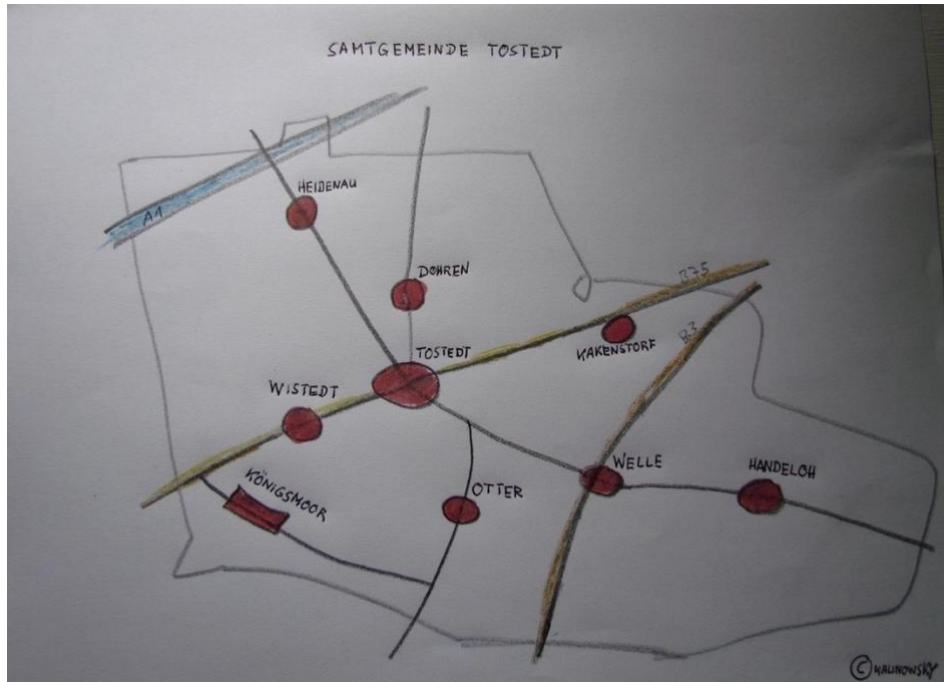 SAMTGEMEINDE TOSTEDT
A1
HEIDENAU
DOHREN
B75
B3
KAKENSTORF
TOSTEDT
WISTEDT
KÖNIGSMOOR
OTTER
WELLE
HANDELOH
© KALINOWSKY